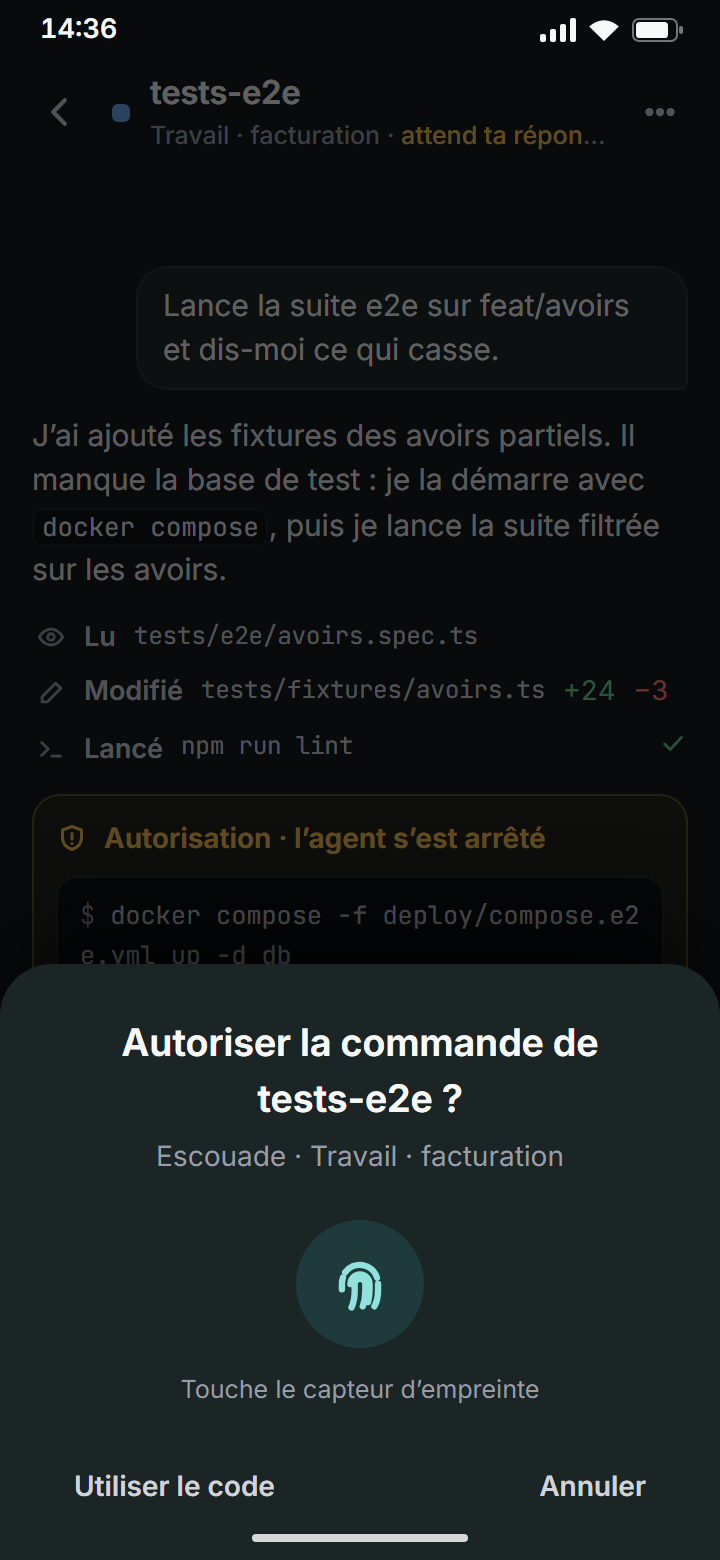 14:36
tests-e2e
Travail · facturation · attend ta répon...
Lance la suite e2e sur feat/avoirs
et dis-moi ce qui casse.
J’ai ajouté les fixtures des avoirs partiels. Il
manque la base de test : je la démarre avec
docker compose, puis je lance la suite filtrée
sur les avoirs.
Lu tests/e2e/avoirs.spec.ts
Modifié tests/fixtures/avoirs.ts +24 −3
Lancé npm run lint
Autorisation · l’agent s’est arrêté
$ docker compose -f deploy/compose.e2
e.yml up -d db
Autoriser la commande de
tests-e2e ?
Escouade · Travail · facturation
Touche le capteur d’empreinte
Utiliser le code
Annuler